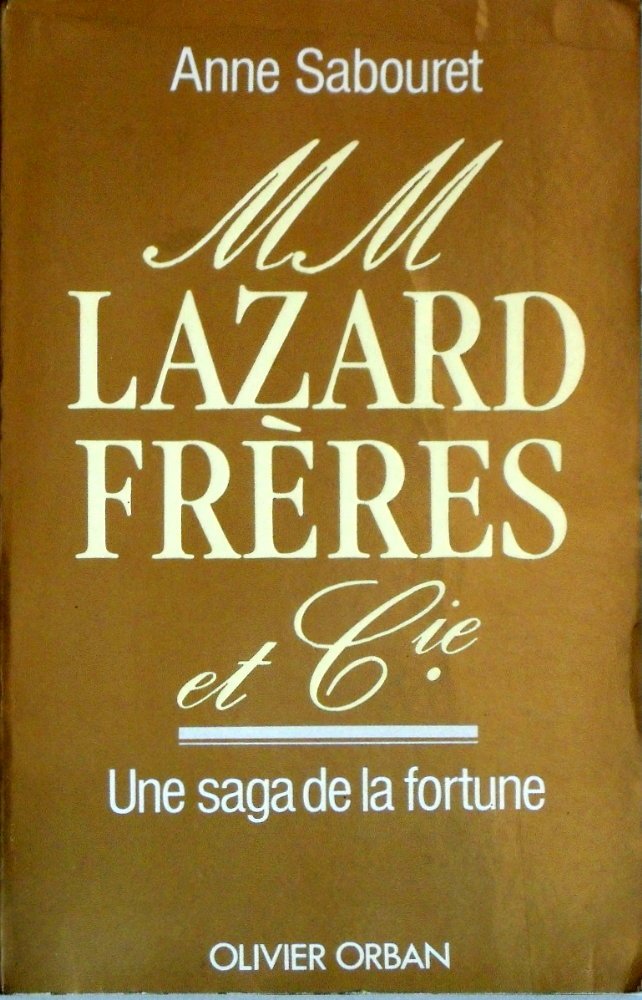 Anne Sabouret
MM
LAZARD
FRÈRES
et Cie
Une saga de la fortune
OLIVIER ORBAN